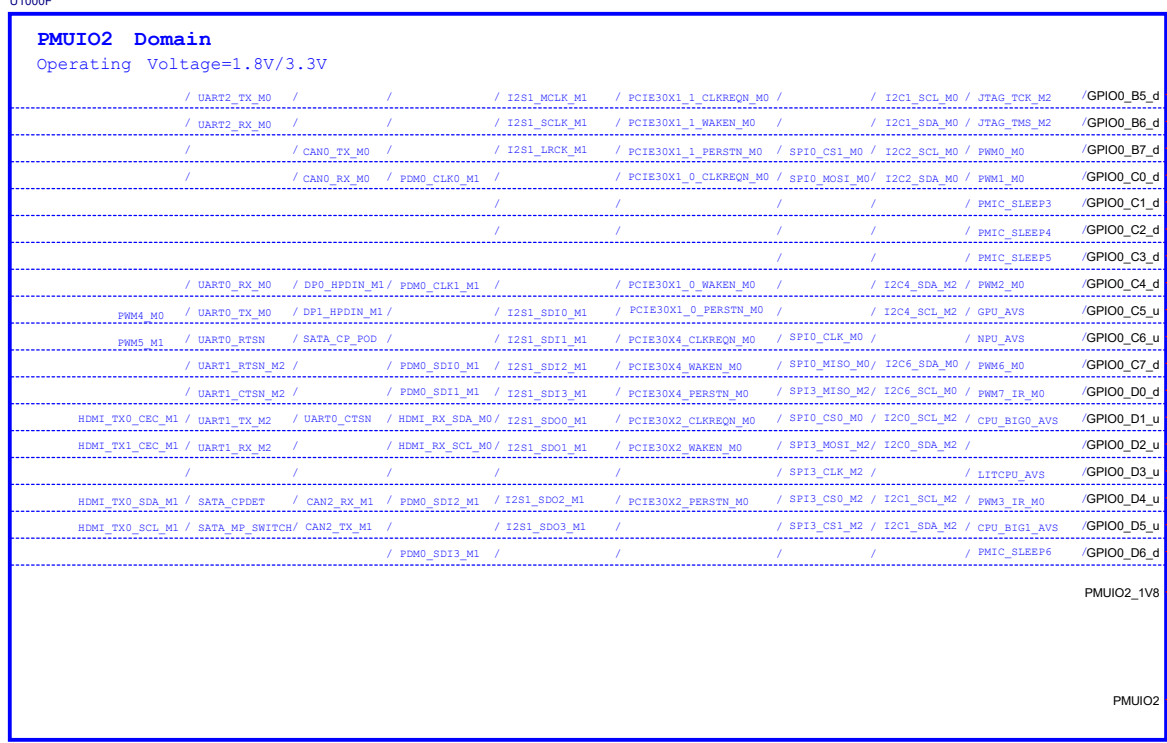 U1000F
PMUIO2 Domain
Operating Voltage=1.8V/3.3V
/ UART2_TX_M0 / / / I2S1_MCLK_M1 / PCIE30X1_1_CLKREQN_M0 / / I2C1_SCL_M0 / JTAG_TCK_M2 /GPIO0_B5_d
/ UART2_RX_M0 / / / I2S1_SCLK_M1 / PCIE30X1_1_WAKEN_M0 / / I2C1_SDA_M0 / JTAG_TMS_M2 /GPIO0_B6_d
/ / CAN0_TX_M0 / / I2S1_LRCK_M1 / PCIE30X1_1_PERSTN_M0 / SPI0_CS1_M0 / I2C2_SCL_M0 / PWM0_M0 /GPIO0_B7_d
/ / CAN0_RX_M0 / PDM0_CLK0_M1 / / PCIE30X1_0_CLKREQN_M0 / SPI0_MOSI_M0 / I2C2_SDA_M0 / PWM1_M0 /GPIO0_C0_d
/ / / / / PMIC_SLEEP3 /GPIO0_C1_d
/ / / / / PMIC_SLEEP4 /GPIO0_C2_d
/ / / PMIC_SLEEP5 /GPIO0_C3_d
/ UART0_RX_M0 / DP0_HPDIN_M1 / PDM0_CLK1_M1 / / PCIE30X1_0_WAKEN_M0 / / I2C4_SDA_M2 / PWM2_M0 /GPIO0_C4_d
PWM4_M0 / UART0_TX_M0 / DP1_HPDIN_M1 / / I2S1_SDI0_M1 / PCIE30X1_0_PERSTN_M0 / / I2C4_SCL_M2 / GPU_AVS /GPIO0_C5_u
PWM5_M1 / UART0_RTSN / SATA_CP_POD / / I2S1_SDI1_M1 / PCIE30X4_CLKREQN_M0 / SPI0_CLK_M0 / / NPU_AVS /GPIO0_C6_u
/ UART1_RTSN_M2 / / PDM0_SDI0_M1 / I2S1_SDI2_M1 / PCIE30X4_WAKEN_M0 / SPI0_MISO_M0 / I2C6_SDA_M0 / PWM6_M0 /GPIO0_C7_d
/ UART1_CTSN_M2 / / PDM0_SDI1_M1 / I2S1_SDI3_M1 / PCIE30X4_PERSTN_M0 / SPI3_MISO_M2 / I2C6_SCL_M0 / PWM7_IR_M0 /GPIO0_D0_d
HDMI_TX0_CEC_M1 / UART1_TX_M2 / UART0_CTSN / HDMI_RX_SDA_M0 / I2S1_SDO0_M1 / PCIE30X2_CLKREQN_M0 / SPI0_CS0_M0 / I2C0_SCL_M2 / CPU_BIG0_AVS /GPIO0_D1_u
HDMI_TX1_CEC_M1 / UART1_RX_M2 / / HDMI_RX_SCL_M0 / I2S1_SDO1_M1 / PCIE30X2_WAKEN_M0 / SPI3_MOSI_M2 / I2C0_SDA_M2 / /GPIO0_D2_u
/ / / / / / SPI3_CLK_M2 / / LITCPU_AVS /GPIO0_D3_u
HDMI_TX0_SDA_M1 / SATA_CPDET / CAN2_RX_M1 / PDM0_SDI2_M1 / I2S1_SDO2_M1 / PCIE30X2_PERSTN_M0 / SPI3_CS0_M2 / I2C1_SCL_M2 / PWM3_IR_M0 /GPIO0_D4_u
HDMI_TX0_SCL_M1 / SATA_MP_SWITCH / CAN2_TX_M1 / / I2S1_SDO3_M1 / / SPI3_CS1_M2 / I2C1_SDA_M2 / CPU_BIG1_AVS /GPIO0_D5_u
/ PDM0_SDI3_M1 / / / / / PMIC_SLEEP6 /GPIO0_D6_d
PMUIO2_1V8
PMUIO2